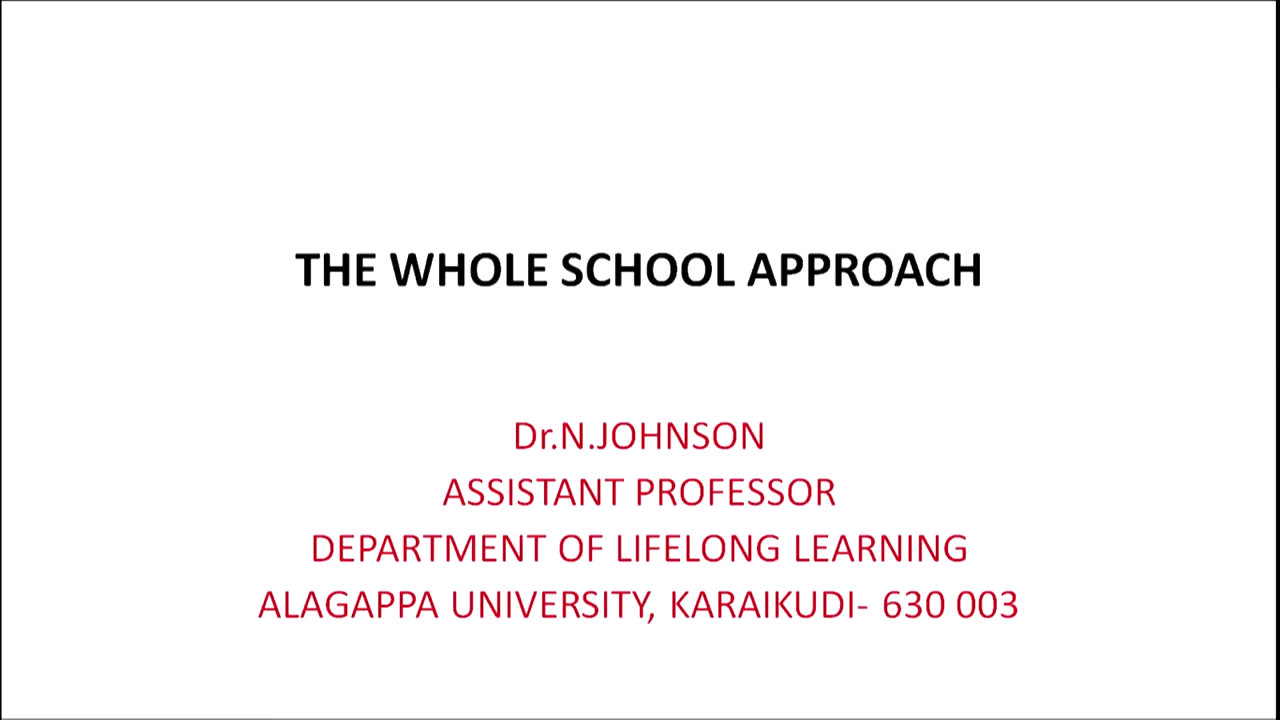 THE WHOLE SCHOOL APPROACH
Dr.N.JOHNSON
ASSISTANT PROFESSOR
DEPARTMENT OF LIFELONG LEARNING
ALAGAPPA UNIVERSITY, KARAIKUDI- 630 003